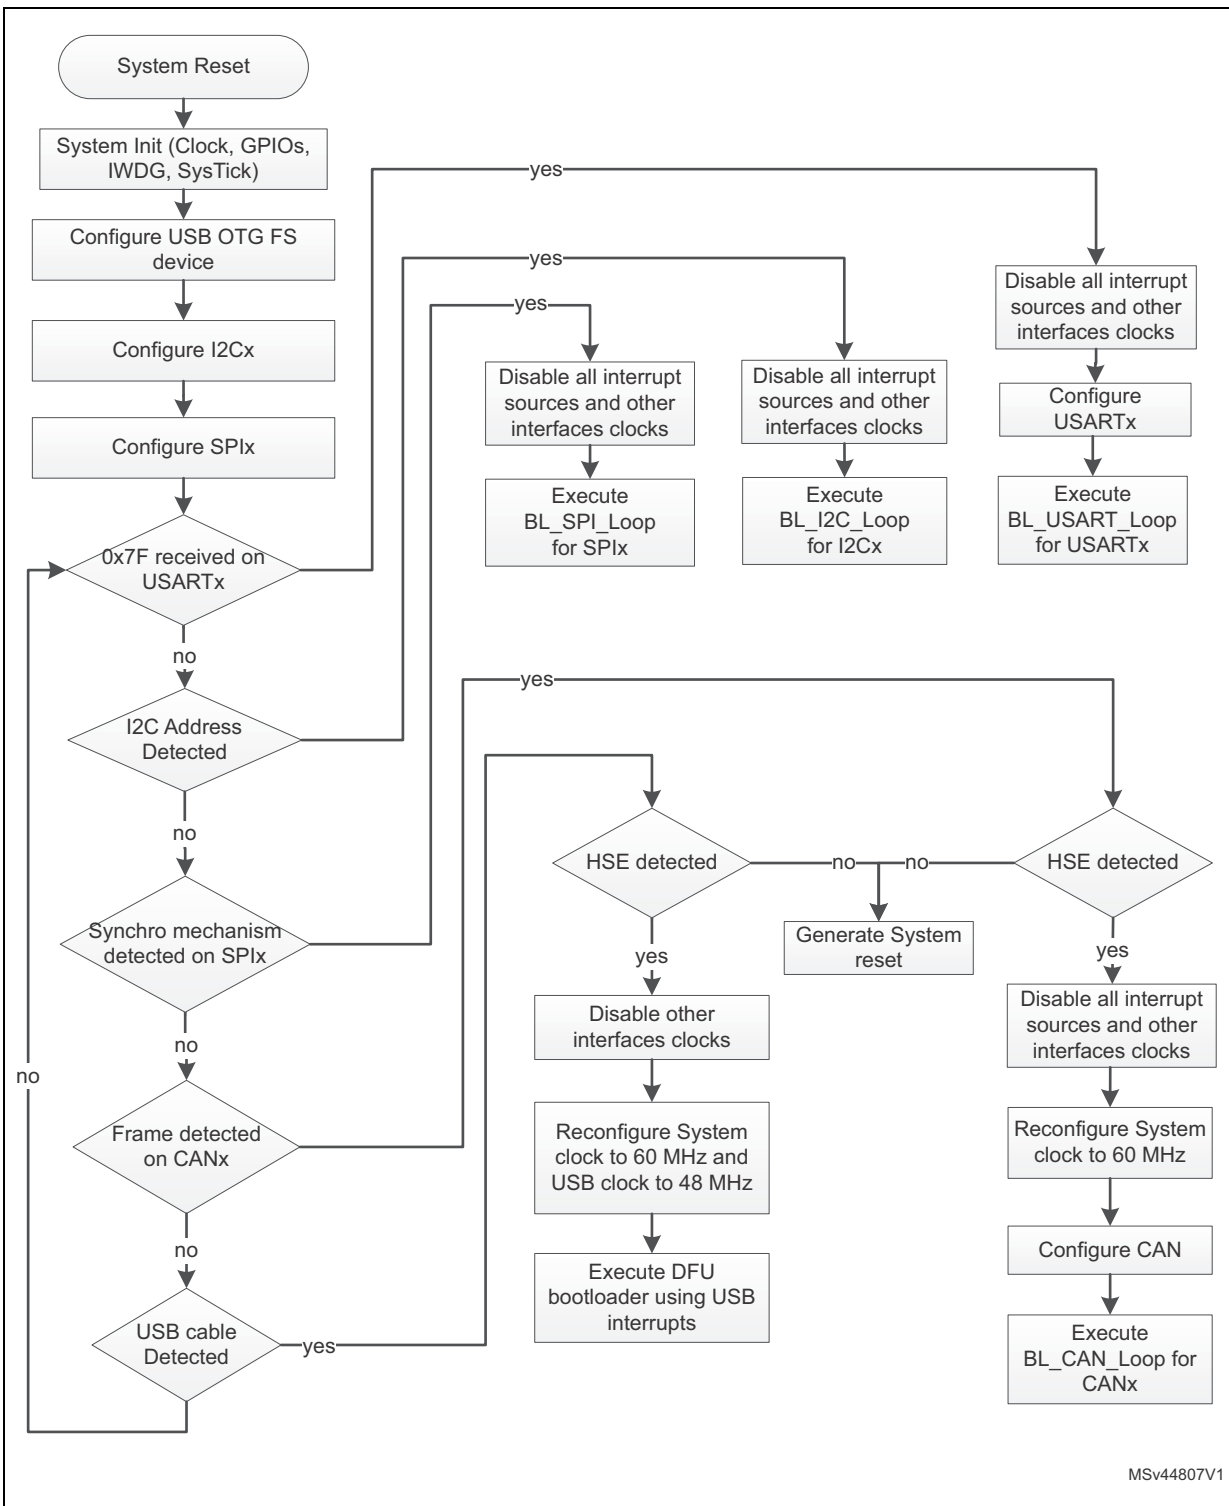 System Reset
System Init (Clock, GPIOs,
IWDG, SysTick)
Configure USB OTG FS
device
Configure I2Cx
Configure SPIx
0x7F received on
USARTx
yes
no
I2C Address
Detected
yes
no
Synchro mechanism
detected on SPIx
yes
no
Frame detected
on CANx
yes
no
USB cable
Detected
yes
no
Disable all interrupt
sources and other
interfaces clocks
Execute
BL_SPI_Loop
for SPIx
Disable all interrupt
sources and other
interfaces clocks
Execute
BL_I2C_Loop
for I2Cx
Disable all interrupt
sources and other
interfaces clocks
Configure
USARTx
Execute
BL_USART_Loop
for USARTx
HSE detected
no
yes
Generate System
reset
Disable other
interfaces clocks
Reconfigure System
clock to 60 MHz and
USB clock to 48 MHz
Execute DFU
bootloader using USB
interrupts
HSE detected
no
yes
Disable all interrupt
sources and other
interfaces clocks
Reconfigure System
clock to 60 MHz
Configure CAN
Execute
BL_CAN_Loop for
CANx
MSv44807V1